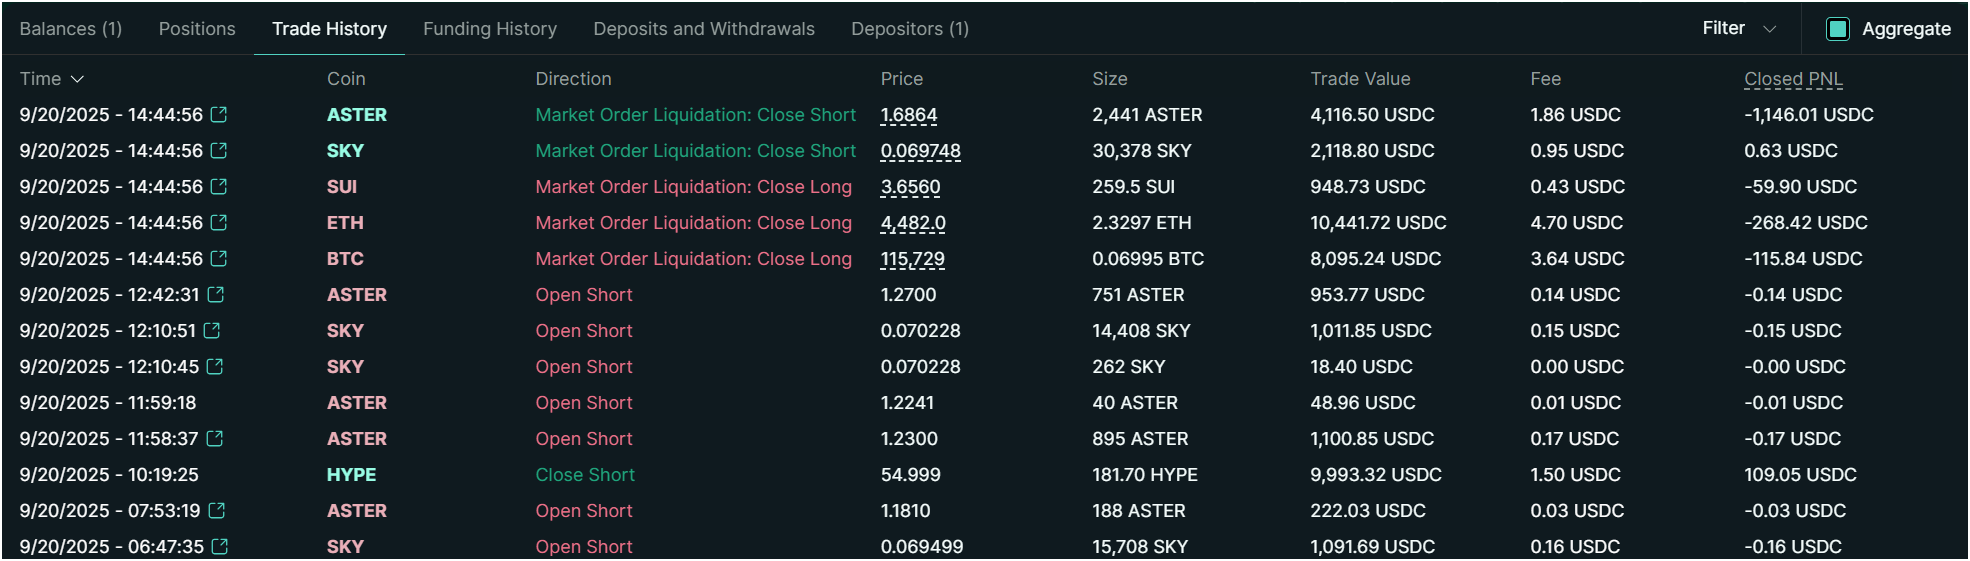 Balances (1) Positions Trade History Funding History Deposits and Withdrawals Depositors (1) Filter Aggregate
Time Coin Direction Price Size Trade Value Fee Closed PNL
9/20/2025 - 14:44:56 ASTER Market Order Liquidation: Close Short 1.6864 2,441 ASTER 4,116.50 USDC 1.86 USDC -1,146.01 USDC
9/20/2025 - 14:44:56 SKY Market Order Liquidation: Close Short 0.069748 30,378 SKY 2,118.80 USDC 0.95 USDC 0.63 USDC
9/20/2025 - 14:44:56 SUI Market Order Liquidation: Close Long 3.6560 259.5 SUI 948.73 USDC 0.43 USDC -59.90 USDC
9/20/2025 - 14:44:56 ETH Market Order Liquidation: Close Long 4,482.0 2.3297 ETH 10,441.72 USDC 4.70 USDC -268.42 USDC
9/20/2025 - 14:44:56 BTC Market Order Liquidation: Close Long 115,729 0.06995 BTC 8,095.24 USDC 3.64 USDC -115.84 USDC
9/20/2025 - 12:42:31 ASTER Open Short 1.2700 751 ASTER 953.77 USDC 0.14 USDC -0.14 USDC
9/20/2025 - 12:10:51 SKY Open Short 0.070228 14,408 SKY 1,011.85 USDC 0.15 USDC -0.15 USDC
9/20/2025 - 12:10:45 SKY Open Short 0.070228 262 SKY 18.40 USDC 0.00 USDC -0.00 USDC
9/20/2025 - 11:59:18 ASTER Open Short 1.2241 40 ASTER 48.96 USDC 0.01 USDC -0.01 USDC
9/20/2025 - 11:58:37 ASTER Open Short 1.2300 895 ASTER 1,100.85 USDC 0.17 USDC -0.17 USDC
9/20/2025 - 10:19:25 HYPE Close Short 54.999 181.70 HYPE 9,993.32 USDC 1.50 USDC 109.05 USDC
9/20/2025 - 07:53:19 ASTER Open Short 1.1810 188 ASTER 222.03 USDC 0.03 USDC -0.03 USDC
9/20/2025 - 06:47:35 SKY Open Short 0.069499 15,708 SKY 1,091.69 USDC 0.16 USDC -0.16 USDC